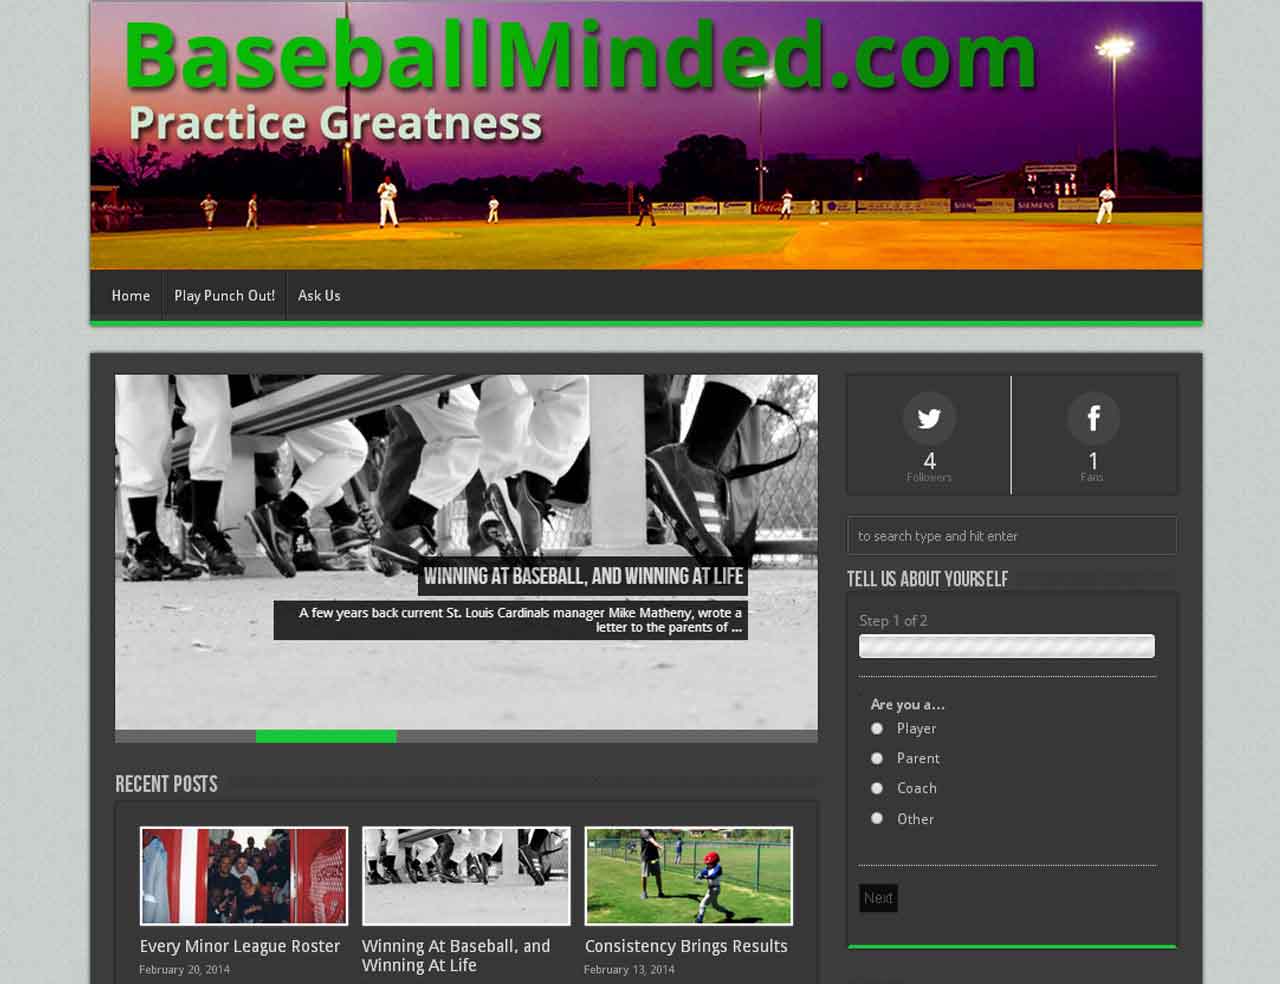 BaseballMinded.com
Practice Greatness
Home
Play Punch Out!
Ask Us
WINNING AT BASEBALL, AND WINNING AT LIFE
A few years back current St. Louis Cardinals manager Mike Matheny, wrote a
letter to the parents of ...
4
Followers
1
Fans
to search type and hit enter
TELL US ABOUT YOURSELF
Step 1 of 2
Are you a...
Player
Parent
Coach
Other
Next
RECENT POSTS
Every Minor League Roster
February 20, 2014
Winning At Baseball, and
Winning At Life
Consistency Brings Results
February 13, 2014